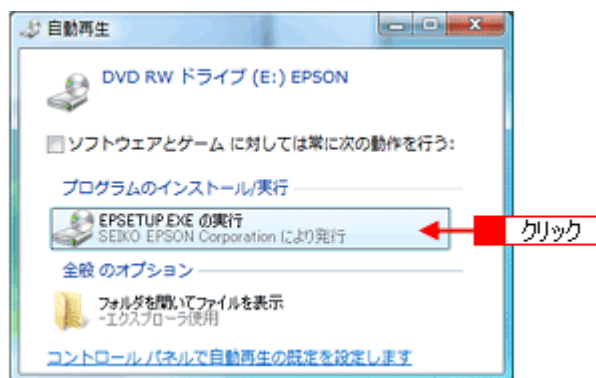 自動再生
DVD RW ドライブ (E:) EPSON
ソフトウェアとゲーム に対しては常に次の動作を行う:
プログラムのインストール/実行
EPSETUP.EXE の実行
SEIKO EPSON Corporation により発行
クリック
全般 のオプション
フォルダを開いてファイルを表示
-エクスプローラ使用
コントロール パネルで自動再生の既定を設定します